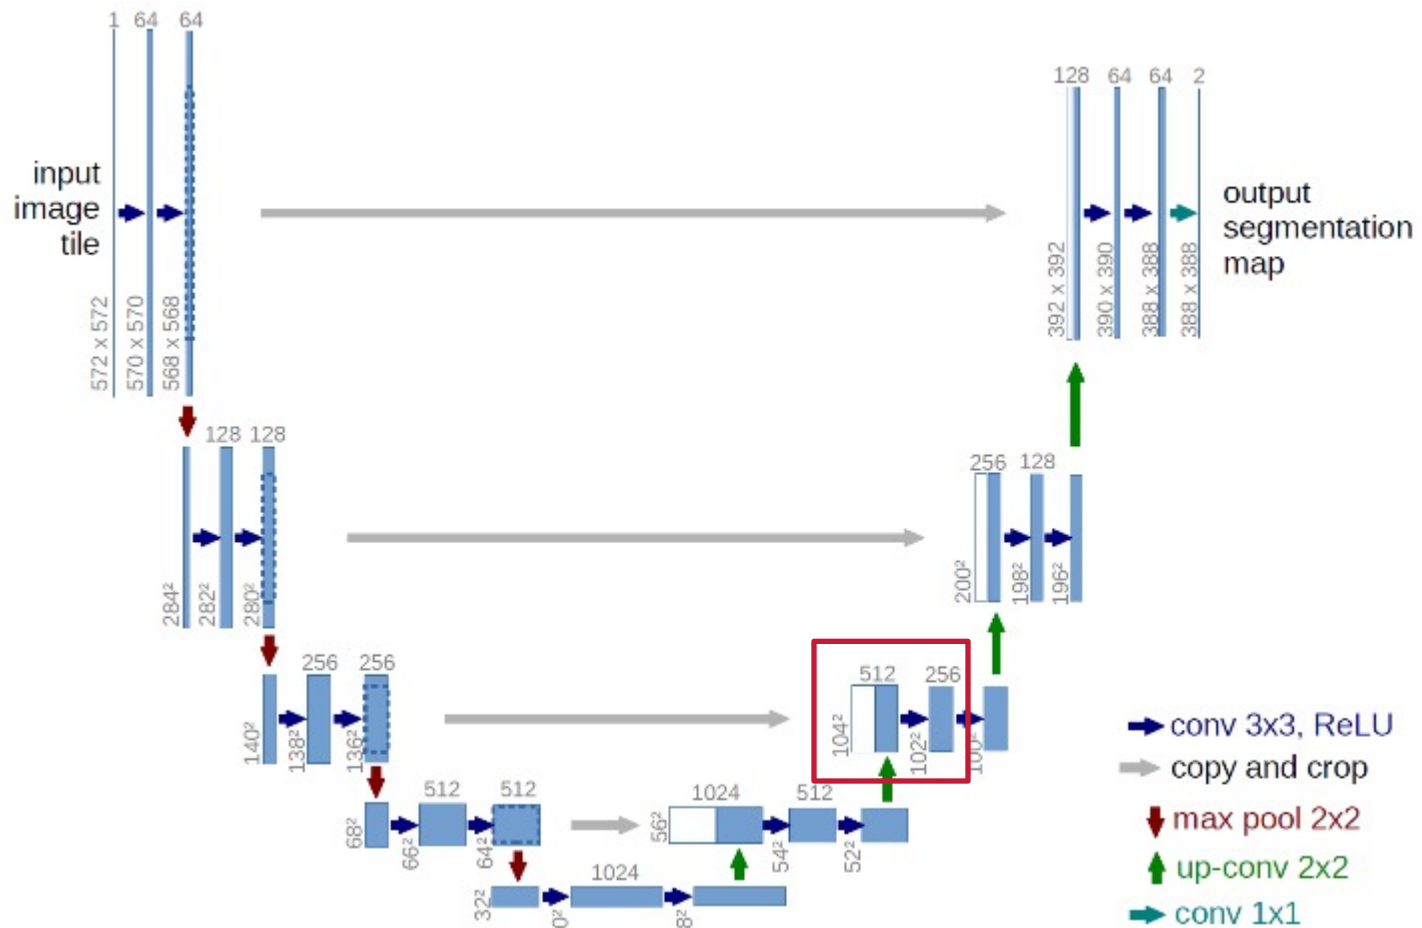 1 64 64
input
image
tile
572 x 572
570 x 570
568 x 568
128 64 64 2
output
segmentation
map
392 x 392
390 x 390
388 x 388
388 x 388
128 128
284²
282²
280²
256 128
200²
198²
196²
256 256
140²
138²
136²
512 256
104²
102²
512 512
68²
66²
64²
1024 512
56²
54²
52²
1024
32²
conv 3x3, ReLU
copy and crop
max pool 2x2
up-conv 2x2
conv 1x1